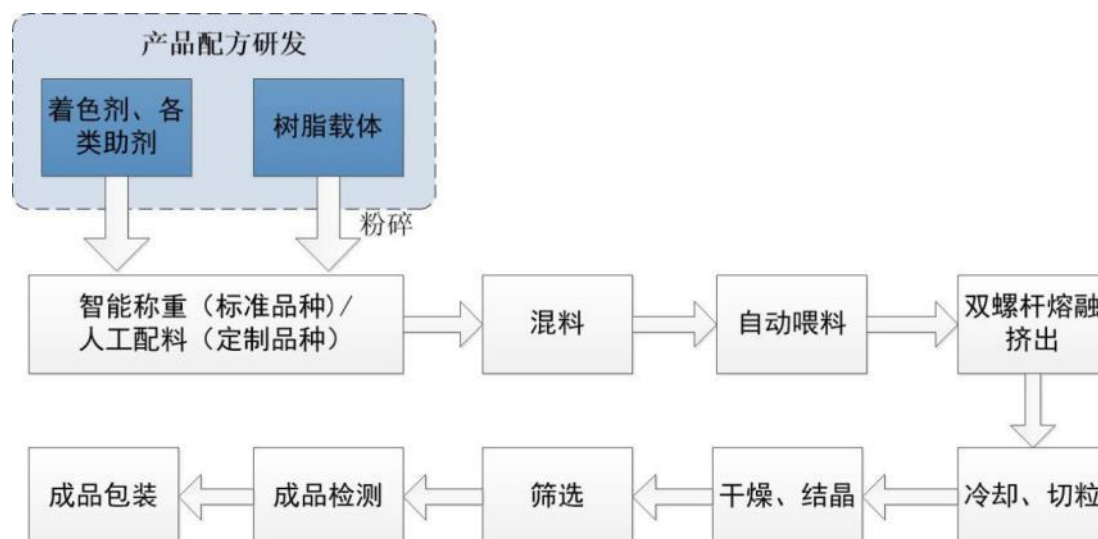 产品配方研发
着色剂、各
类助剂
树脂载体
粉碎
智能称重（标准品种)/
人工配料（定制品种）
混料
自动喂料
双螺杆熔融
挤出
成品包装
成品检测
筛选
干燥、结晶
冷却、切粒